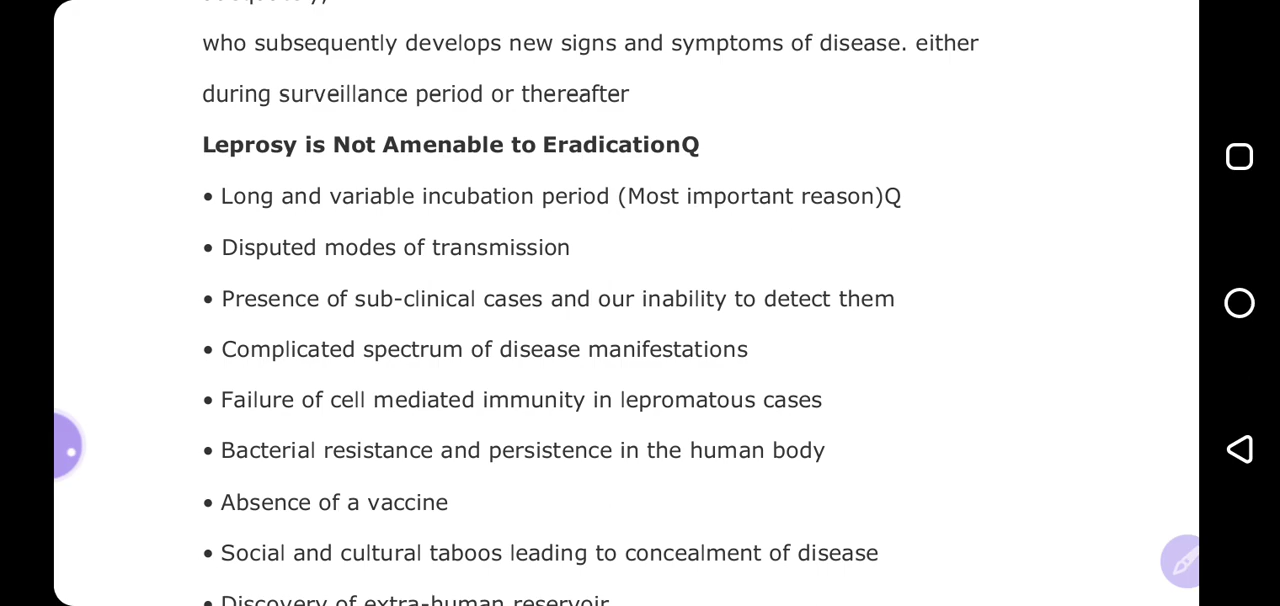 who subsequently develops new signs and symptoms of disease. either
during surveillance period or thereafter
Leprosy is Not Amenable to EradicationQ
• Long and variable incubation period (Most important reason)Q
• Disputed modes of transmission
• Presence of sub-clinical cases and our inability to detect them
• Complicated spectrum of disease manifestations
• Failure of cell mediated immunity in lepromatous cases
• Bacterial resistance and persistence in the human body
• Absence of a vaccine
• Social and cultural taboos leading to concealment of disease
• Discovery of extra-human reservoir